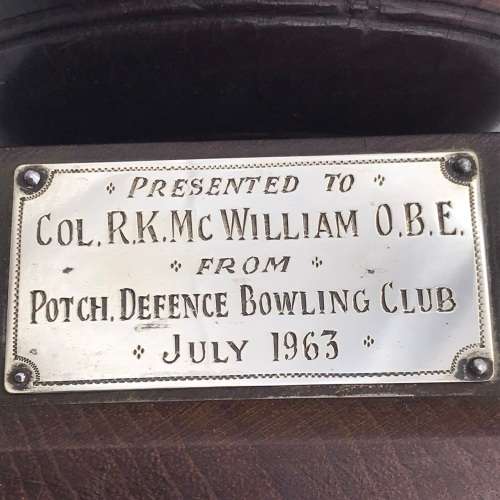 PRESENTED TO
COL. R.K. MC WILLIAM O.B.E.
FROM
POTCH. DEFENCE BOWLING CLUB
JULY 1963